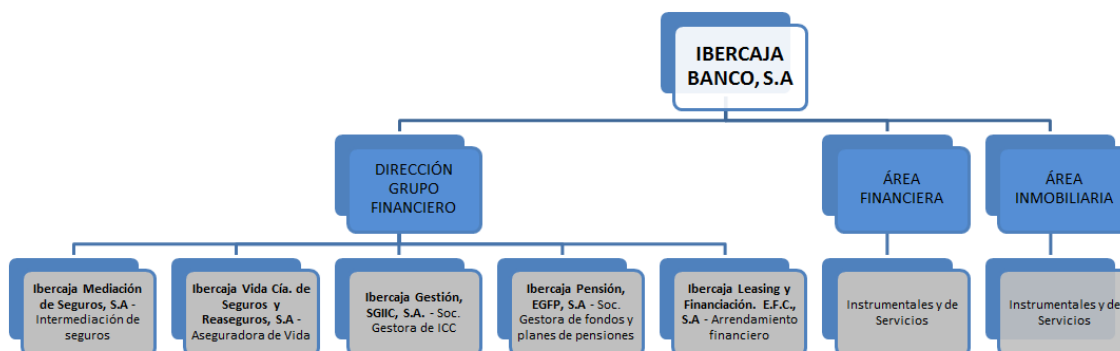 IBERCAJA
BANCO, S.A
DIRECCIÓN
GRUPO
FINANCIERO
ÁREA
FINANCIERA
ÁREA
INMOBILIARIA
Ibercaja Mediación
de Seguros, S.A -
Intermediación de
seguros
Ibercaja Vida Cía. de
Seguros y
Reaseguros, S.A -
Aseguradora de Vida
Ibercaja Gestión,
SGIIC, S.A. - Soc.
Gestora de ICC
Ibercaja Pensión,
EGFP, S.A - Soc.
Gestora de fondos y
planes de pensiones
Ibercaja Leasing y
Financiación. E.F.C.,
S.A - Arrendamiento
financiero
Instrumentales y de
Servicios
Instrumentales y de
Servicios